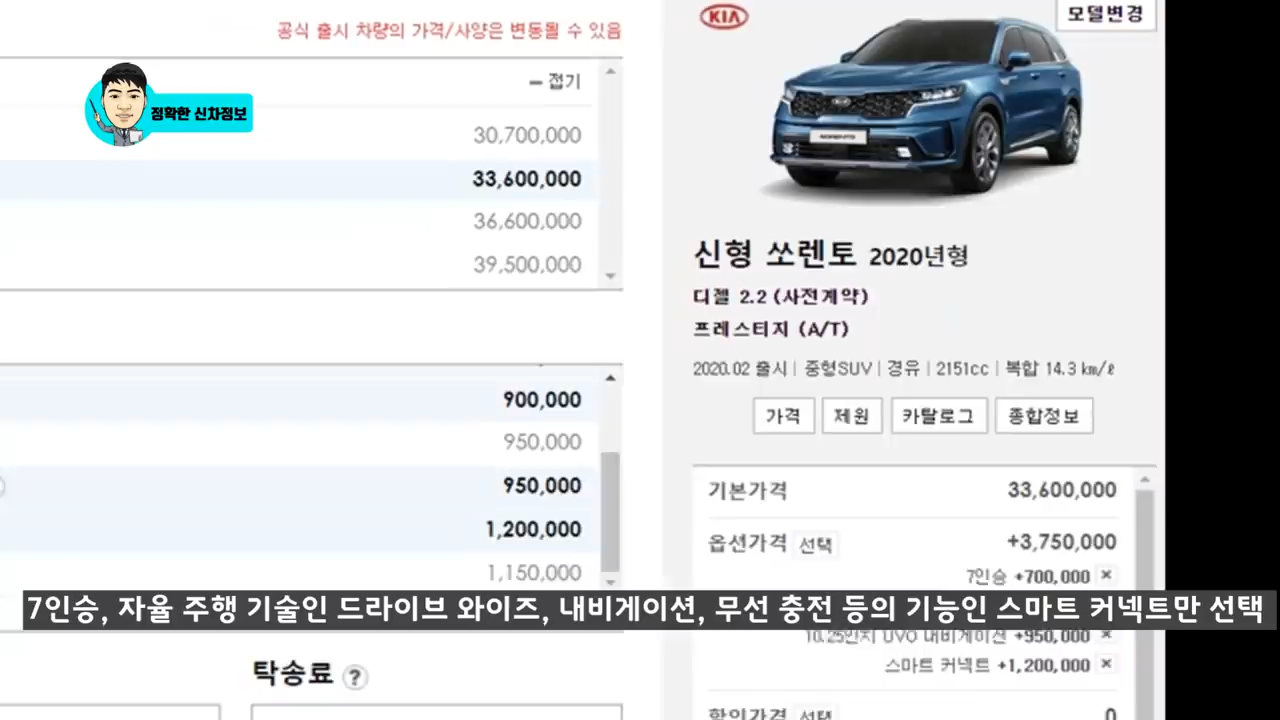 공식 출시 차량의 가격/사양은 변동될 수 있음
접기
정확한 신차정보
30,700,000
33,600,000
36,600,000
39,500,000
900,000
950,000
950,000
1,200,000
1,150,000
탁송료 ?
KIA
모델변경
신형 쏘렌토 2020년형
디젤 2.2 (사전계약)
프레스티지 (A/T)
2020.02 출시 | 중형SUV | 경유 | 2151cc | 복합 14.3 km/ℓ
가격 제원 카탈로그 종합정보
기본가격 33,600,000
옵션가격 선택 +3,750,000
7인승 +700,000 ×
7인승, 자율 주행 기술인 드라이브 와이즈, 내비게이션, 무선 충전 등의 기능인 스마트 커넥트만 선택
10.25인치 UVO 내비게이션 +950,000 ×
스마트 커넥트 +1,200,000 ×
할인가격 선택 0